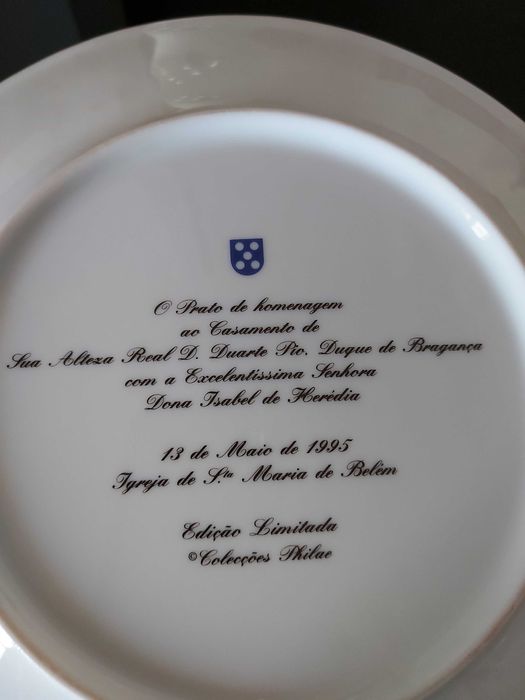 O Prato de homenagem
ao Casamento de
Sua Alteza Real D. Duarte Pio. Duque de Bragança
com a Excelentissima Senhora
Dona Isabel de Herédia
13 de Maio de 1995
Igreja de S.ta Maria de Belém
Edição Limitada
©Colecções Philae